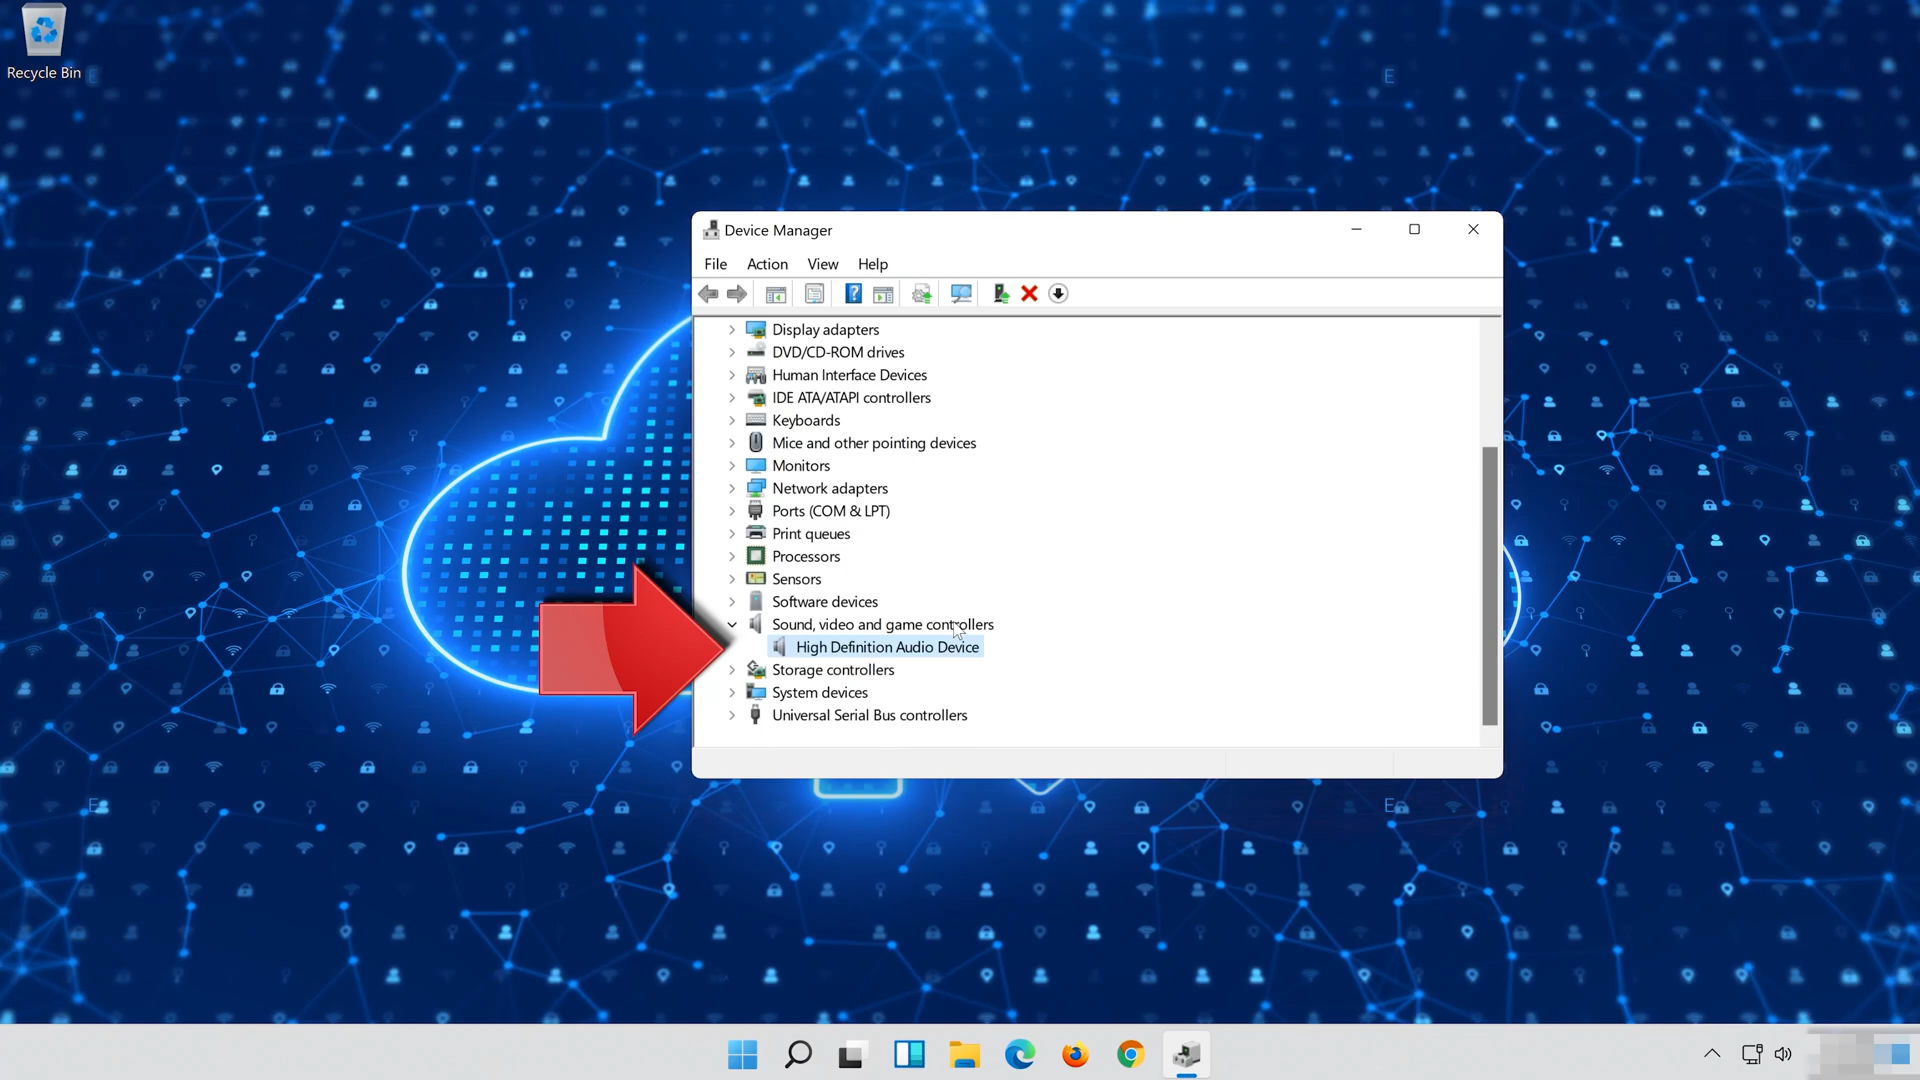 Recycle Bin
Device Manager
File Action View Help
Display adapters
DVD/CD-ROM drives
Human Interface Devices
IDE ATA/ATAPI controllers
Keyboards
Mice and other pointing devices
Monitors
Network adapters
Ports (COM & LPT)
Print queues
Processors
Sensors
Software devices
Sound, video and game controllers
High Definition Audio Device
Storage controllers
System devices
Universal Serial Bus controllers